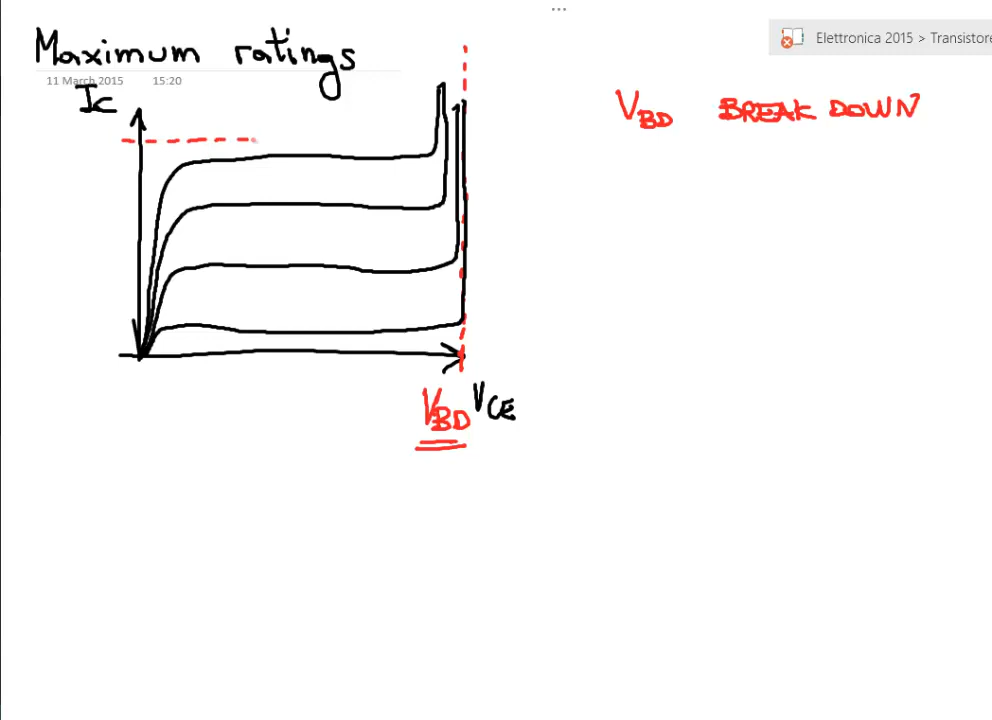 Maximum ratings
11 March 2015 15:20
Elettronica 2015 > Transistore
IC
VBD BREAK DOWN
VBD VCE